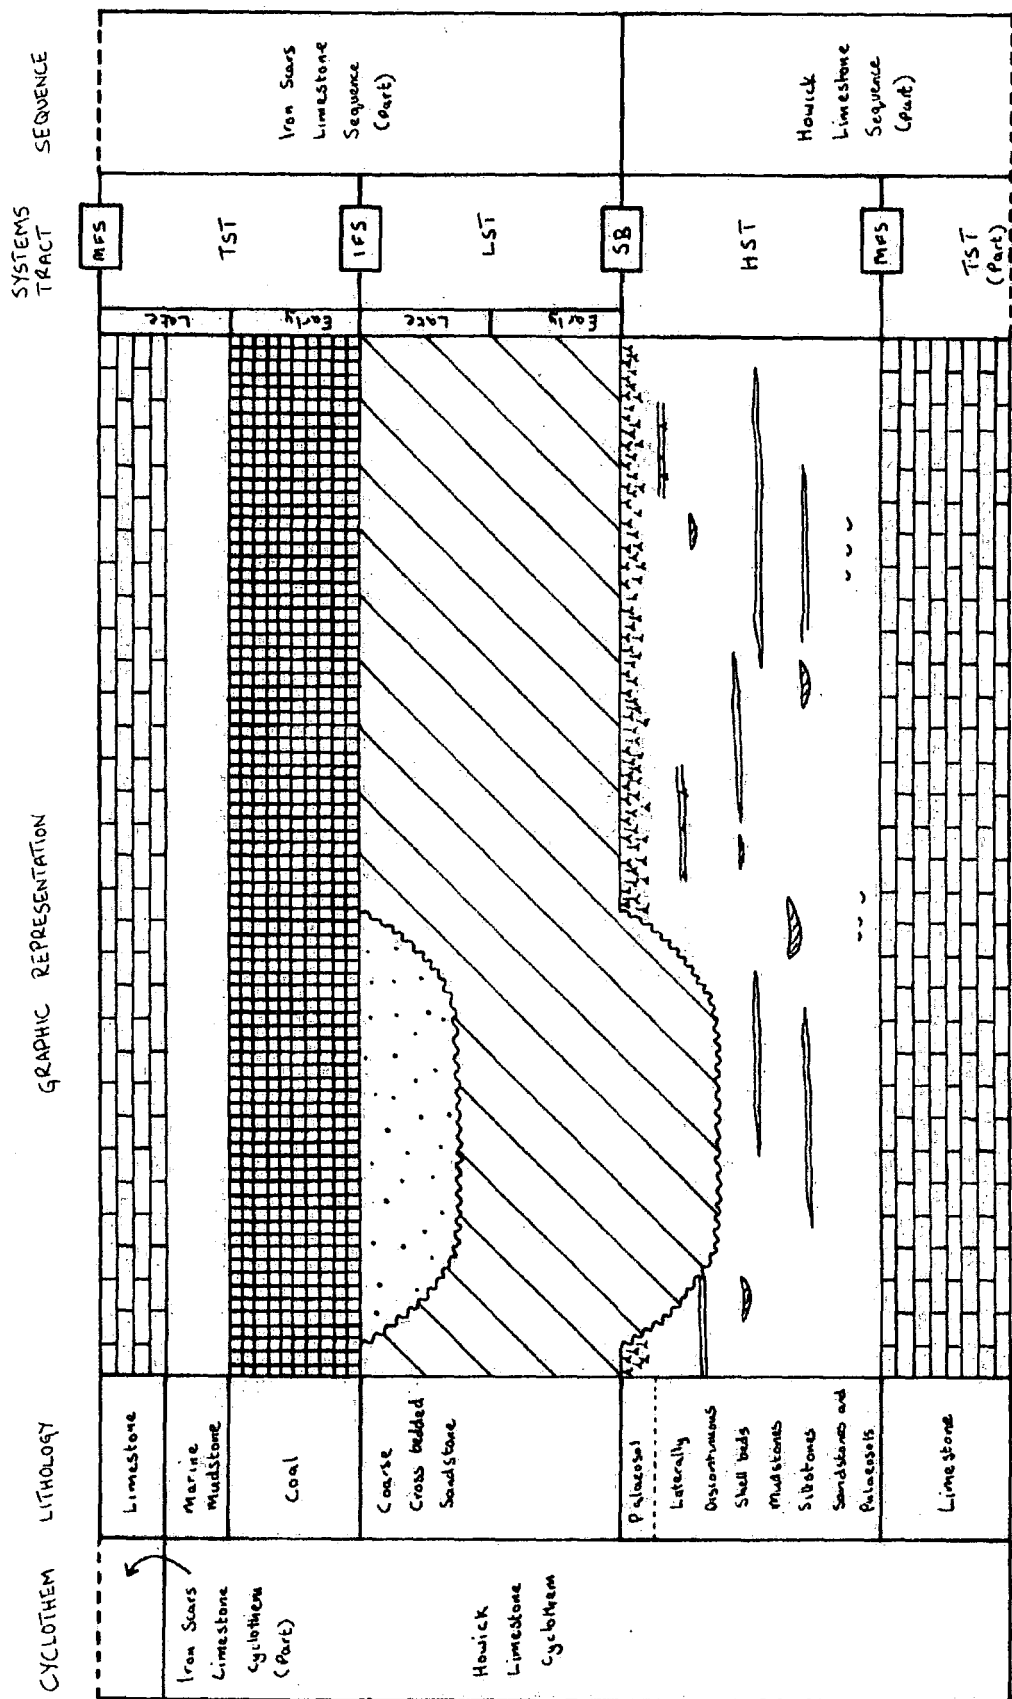 CYCLOTHEM
LITHOLOGY
GRAPHIC REPRESENTATION
SYSTEMS
TRACT
SEQUENCE
Iron Scars
Limestone
Cyclothem
(Part)
Howick
Limestone
Cyclothem
Limestone
Marine
Mudstone
Coal
Coarse
Cross bedded
Sandstone
Palaeosol
Laterally
Discontinuous
Shell beds
Mudstones
Siltstones
Sandstones and
Palaeosols
Limestone
Late
Early
Late
Early
MFS
TST
IFS
LST
SB
HST
MFS
TST
(Part)
Iron Scars
Limestone
Sequence
(Part)
Howick
Limestone
Sequence
(Part)